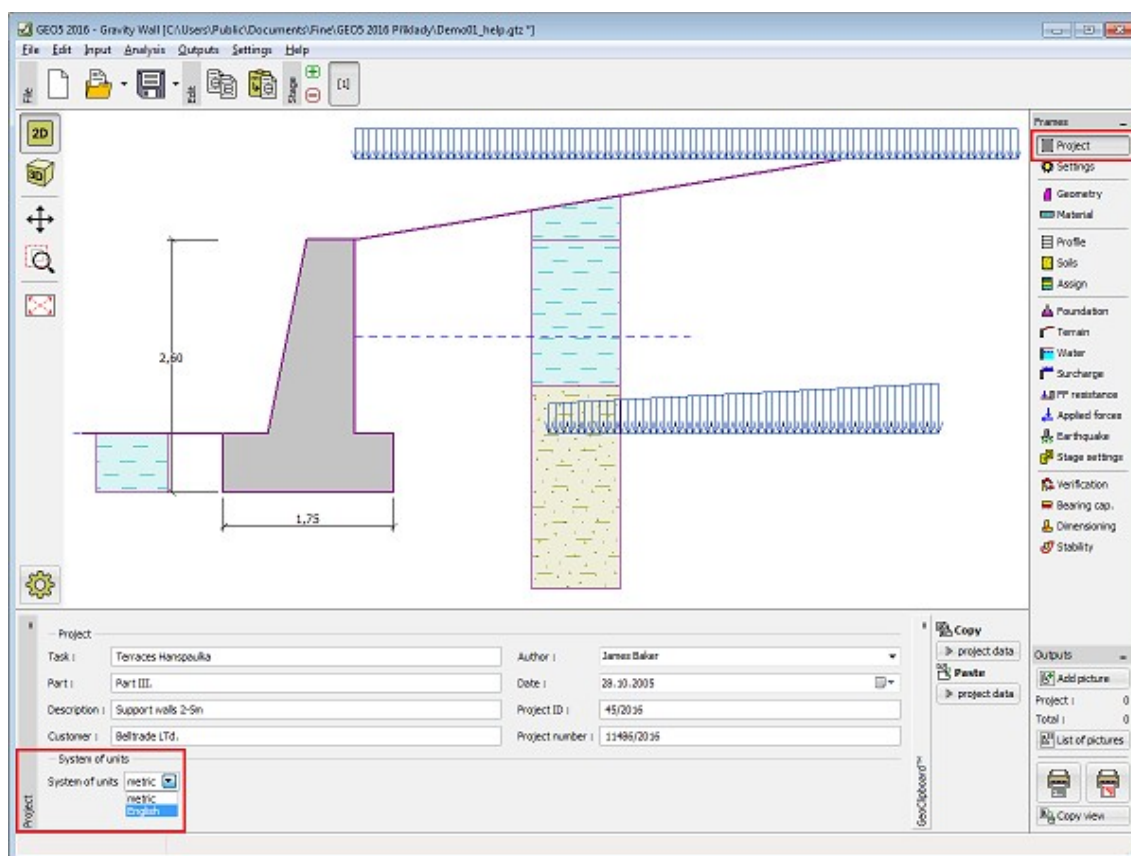 GEO5 2016 - Gravity Wall [C:\Users\Public\Documents\Fine\GEO5 2016 Příklady\Demo01_help.gtz *]
File Edit Input Analysis Outputs Settings Help
File
Edit
Stage
[1]
2D
3D
2,60
1,75
Frames
Project
Settings
Geometry
Material
Profile
Soils
Assign
Foundation
Terrain
Water
Surcharge
FF resistance
Applied forces
Earthquake
Stage settings
Verification
Bearing cap.
Dimensioning
Stability
Project
Task : Terraces Hanspaulka
Author : James Baker
Part : Part III.
Date : 28.10.2005
Description : Support walls 2-5m
Project ID : 45/2016
Customer : Belltrade LTd.
Project number : 11486/2016
System of units
System of units metric
metric
English
Project
GeoClipboard™
Copy
project data
Paste
project data
Outputs
Add picture
Project : 0
Total : 0
List of pictures
Copy view